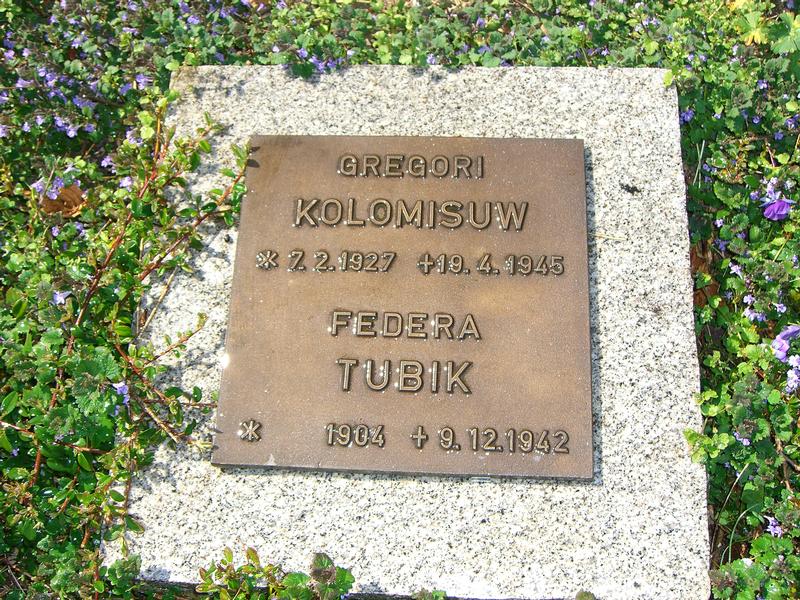 GREGORI
KOLOMISUW
* 7. 2. 1927 +19. 4. 1945
FEDERA
TUBIK
* 1904 + 9. 12. 1942